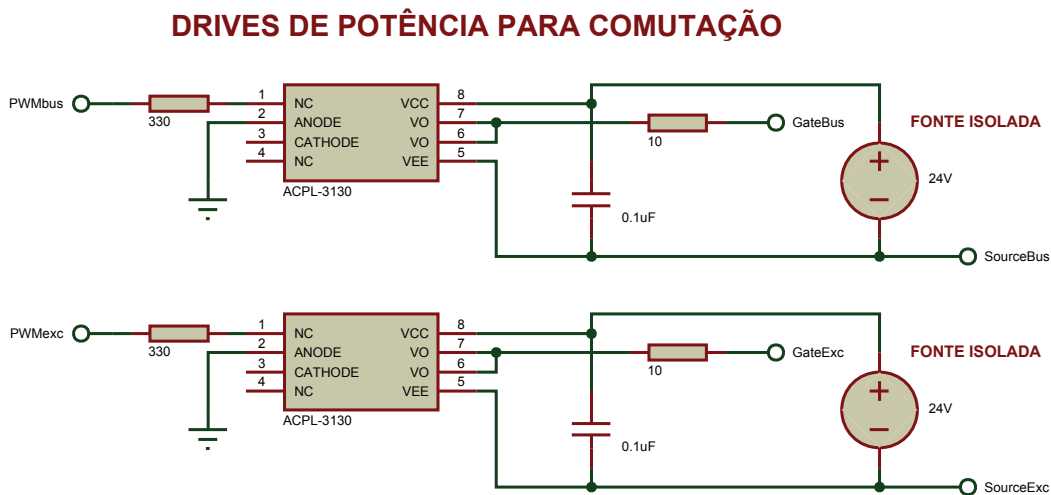 DRIVES DE POTÊNCIA PARA COMUTAÇÃO
PWMbus
330
1 NC VCC 8
2 ANODE VO 7
3 CATHODE VO 6
4 NC VEE 5
ACPL-3130
10
GateBus
FONTE ISOLADA
24V
0.1uF
SourceBus
PWMexc
330
1 NC VCC 8
2 ANODE VO 7
3 CATHODE VO 6
4 NC VEE 5
ACPL-3130
10
GateExc
FONTE ISOLADA
24V
0.1uF
SourceExc